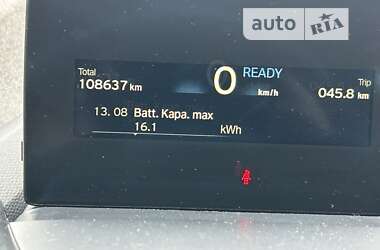 auto RIA
READY
Total
108637 km
0
km/h
Trip
045.8 km
13. 08 Batt. Kapa. max
16.1 kWh